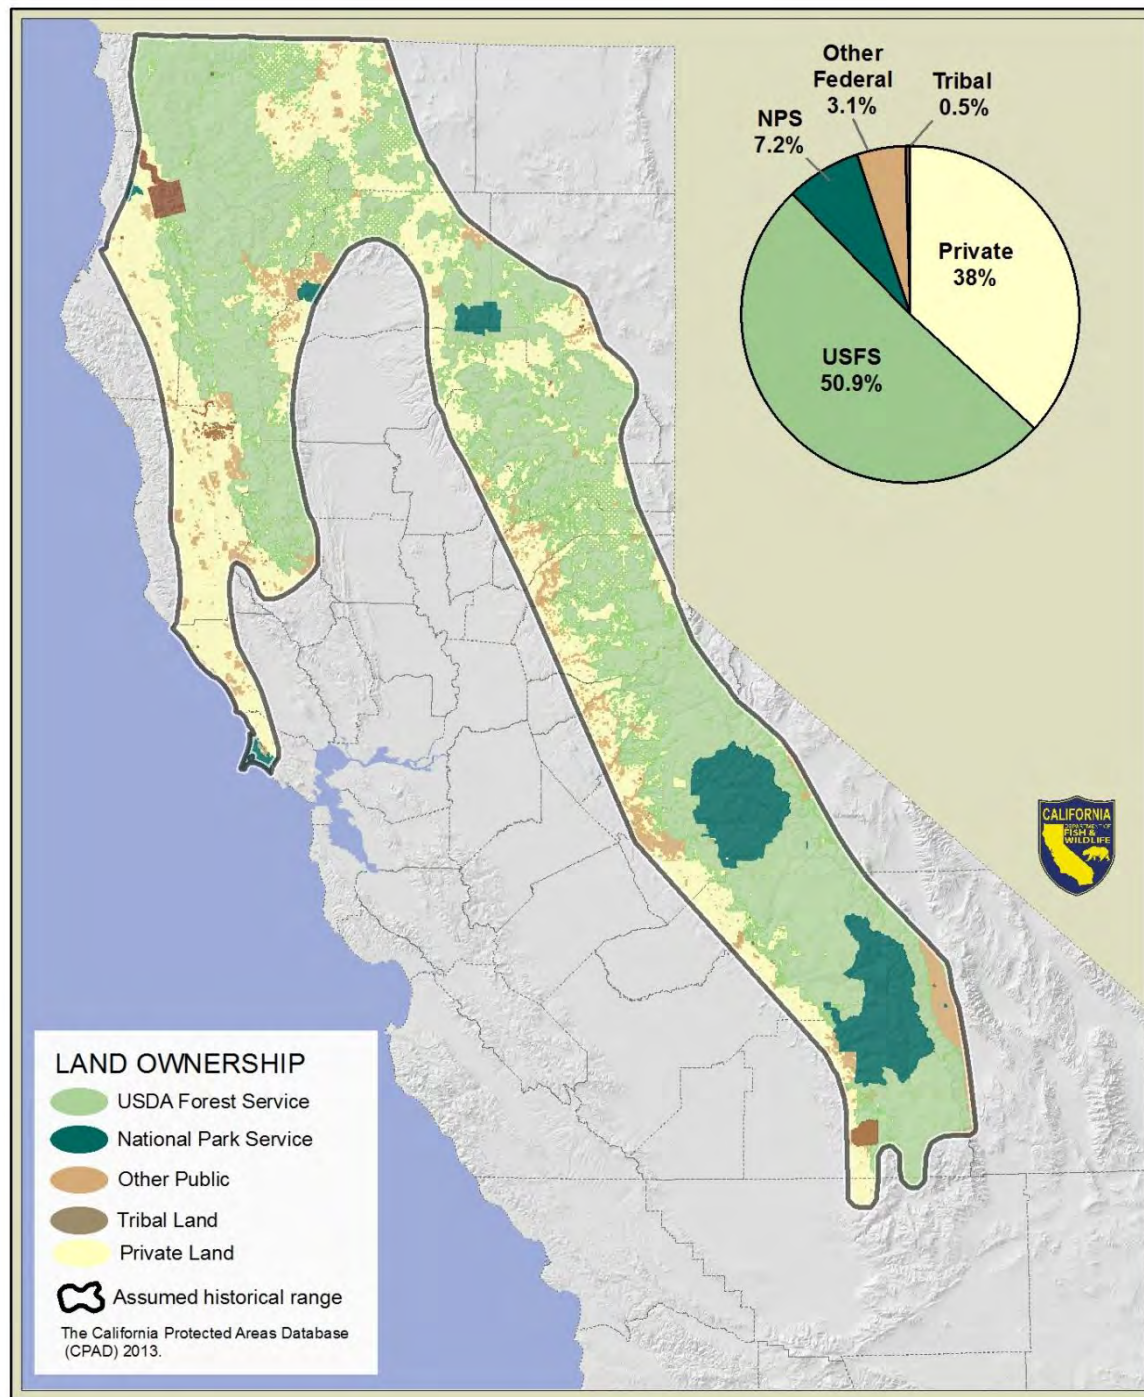 Other
Federal
3.1%
Tribal
0.5%
NPS
7.2%
Private
38%
USFS
50.9%
CALIFORNIA
DEPARTMENT OF
FISH &
WILDLIFE
LAND OWNERSHIP
USDA Forest Service
National Park Service
Other Public
Tribal Land
Private Land
Assumed historical range
The California Protected Areas Database
(CPAD) 2013.